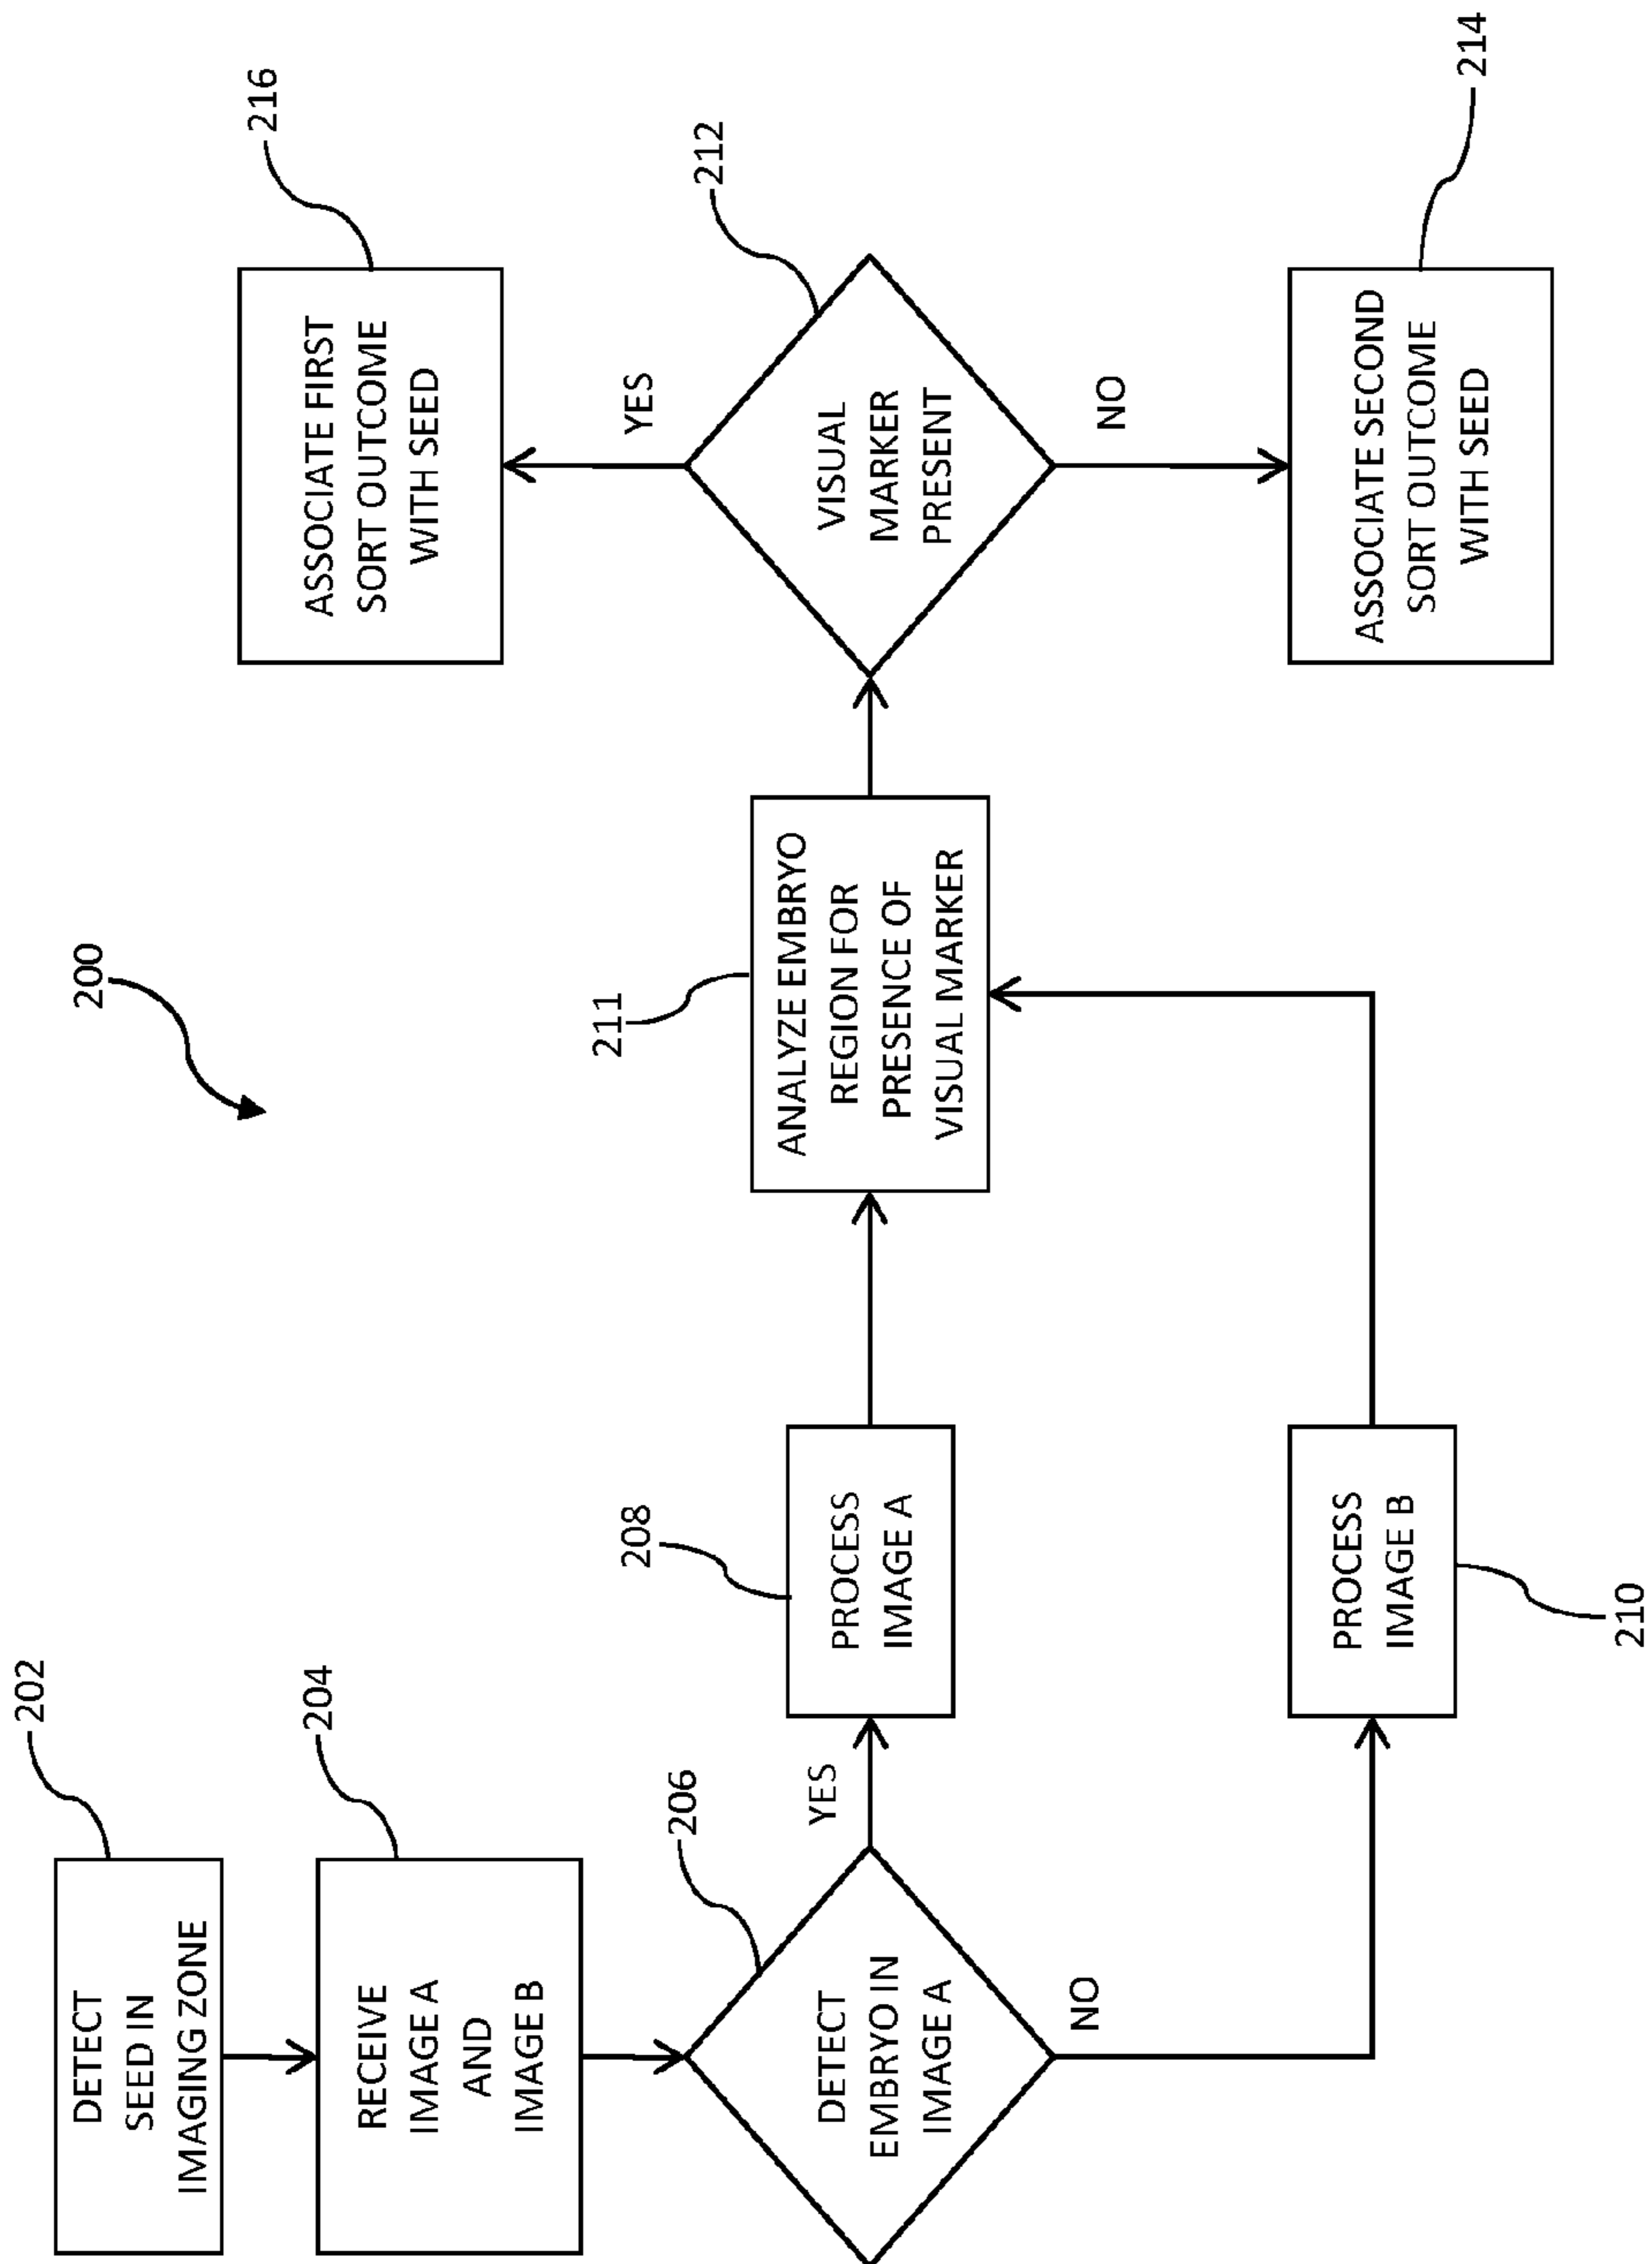 200
202
DETECT
SEED IN
IMAGING ZONE
204
RECEIVE
IMAGE A
AND
IMAGE B
206
DETECT
EMBRYO IN
IMAGE A
YES
NO
208
PROCESS
IMAGE A
210
PROCESS
IMAGE B
211
ANALYZE EMBRYO
REGION FOR
PRESENCE OF
VISUAL MARKER
212
VISUAL
MARKER
PRESENT
YES
NO
216
ASSOCIATE FIRST
SORT OUTCOME
WITH SEED
214
ASSOCIATE SECOND
SORT OUTCOME
WITH SEED